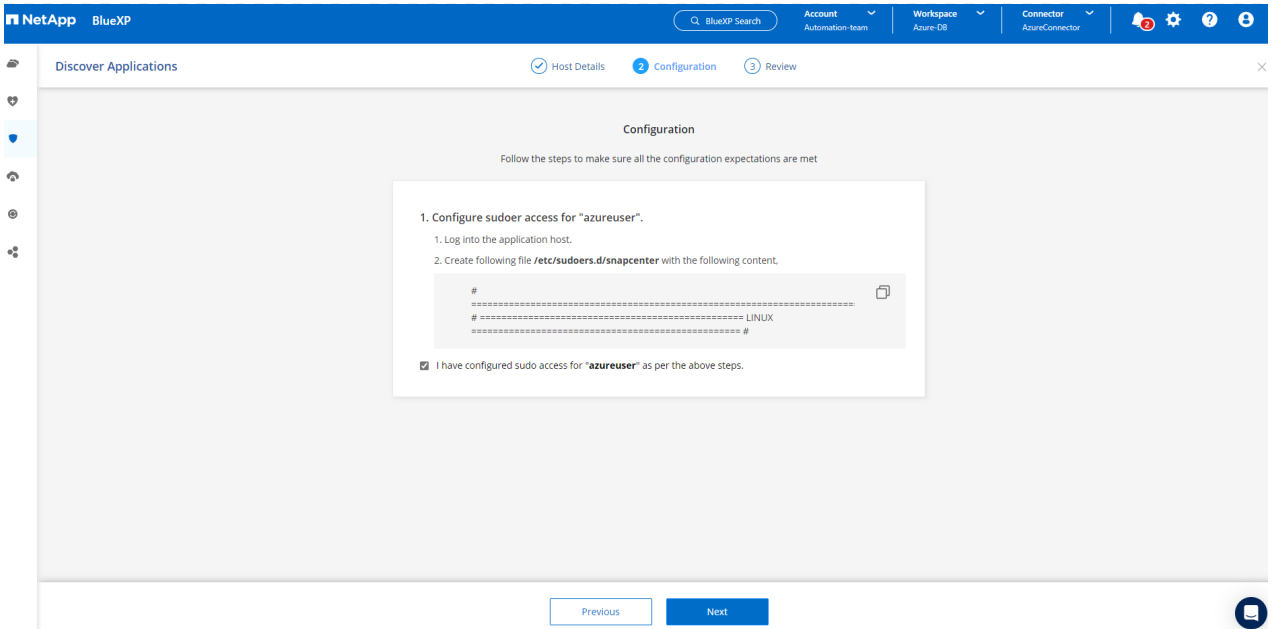 NetApp BlueXP
BlueXP Search
Account
Automation-team
Workspace
Azure-DB
Connector
AzureConnector
2
Discover Applications
Host Details
2 Configuration
3 Review
Configuration
Follow the steps to make sure all the configuration expectations are met
1. Configure sudoer access for "azureuser".
1. Log into the application host.
2. Create following file /etc/sudoers.d/snapcenter with the following content,
#
========================================================================
# ================================================== LINUX
=================================================== #
I have configured sudo access for "azureuser" as per the above steps.
Previous
Next